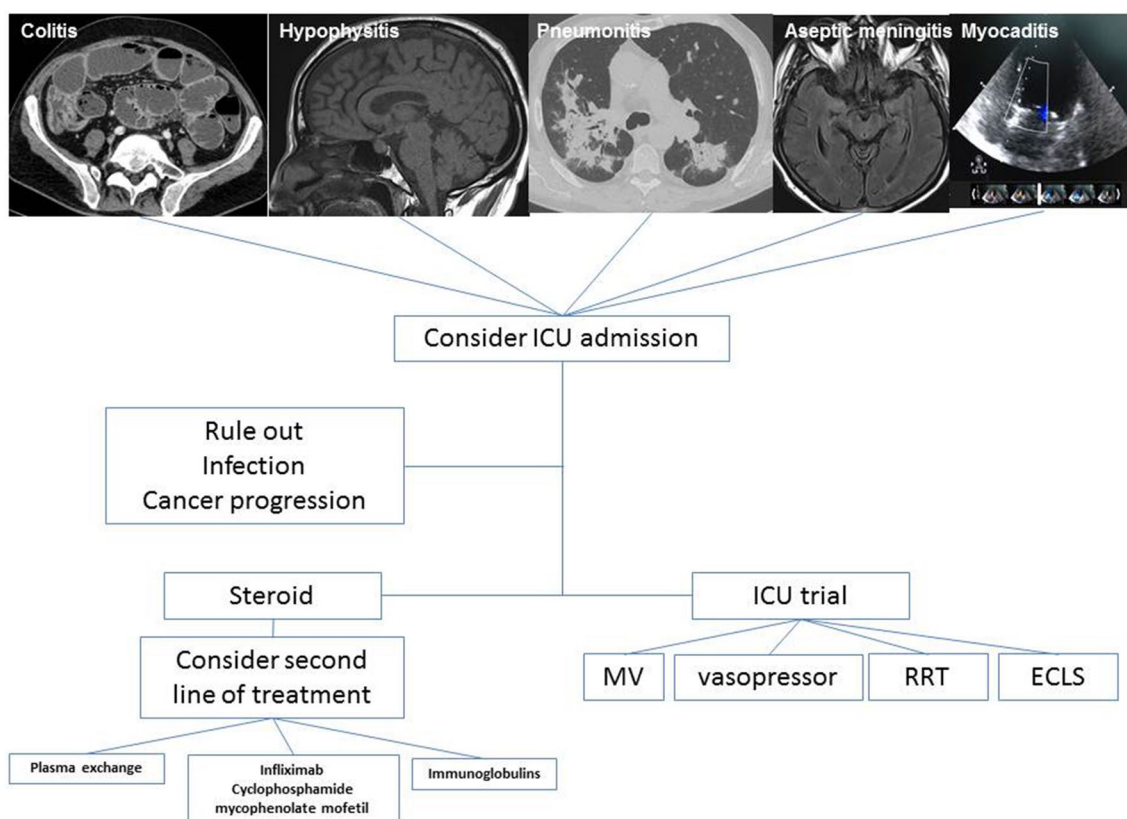 Colitis
Hypophysitis
Pneumonitis
Aseptic meningitis
Myocaditis
Consider ICU admission
Rule out
Infection
Cancer progression
Steroid
ICU trial
Consider second
line of treatment
MV
vasopressor
RRT
ECLS
Plasma exchange
Infliximab
Cyclophosphamide
mycophenolate mofetil
Immunoglobulins